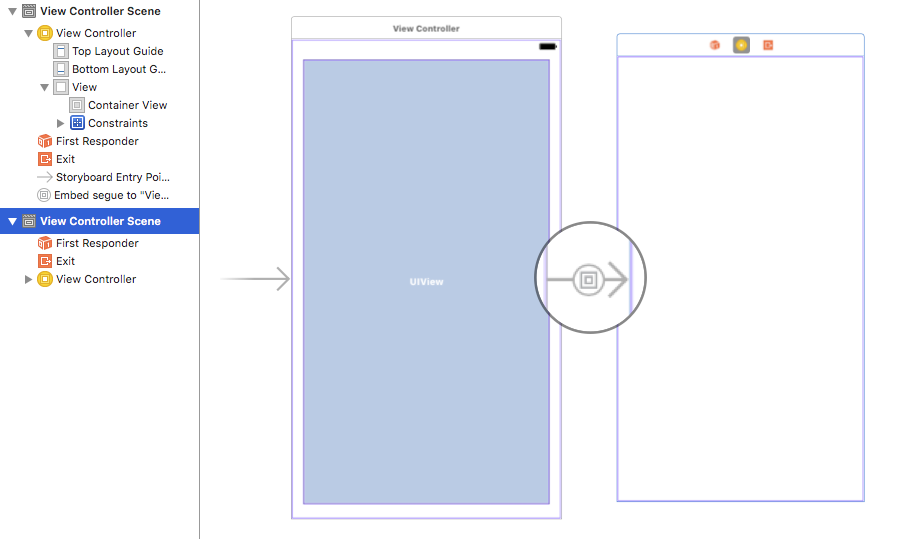 View Controller Scene
View Controller
Top Layout Guide
Bottom Layout G...
View
Container View
Constraints
First Responder
Exit
Storyboard Entry Poi...
Embed segue to "Vie...
View Controller Scene
First Responder
Exit
View Controller
View Controller
UIView